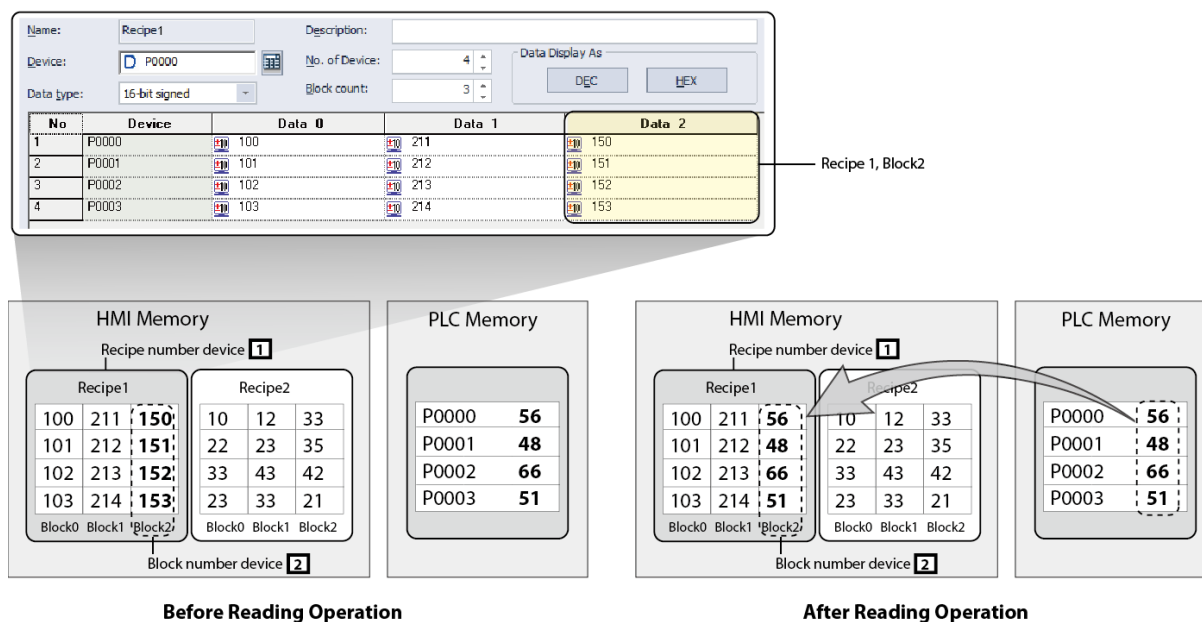 Name: Recipe1 Description:
Device: P0000 No. of Device: 4 Data Display As
DEC HEX
Data type: 16-bit signed Block count: 3
No Device Data 0 Data 1 Data 2
1 P0000 100 211 150
2 P0001 101 212 151
3 P0002 102 213 152
4 P0003 103 214 153
Recipe 1, Block2
HMI Memory
Recipe number device 1
Recipe1 Recipe2
100 211 150 10 12 33
101 212 151 22 23 35
102 213 152 33 43 42
103 214 153 23 33 21
Block0 Block1 Block2 Block0 Block1 Block2
Block number device 2
PLC Memory
P0000 56
P0001 48
P0002 66
P0003 51
Before Reading Operation
HMI Memory
Recipe number device 1
Recipe1 Recipe2
100 211 56 10 12 33
101 212 48 22 23 35
102 213 66 33 43 42
103 214 51 23 33 21
Block0 Block1 Block2 Block0 Block1 Block2
Block number device 2
PLC Memory
P0000 56
P0001 48
P0002 66
P0003 51
After Reading Operation